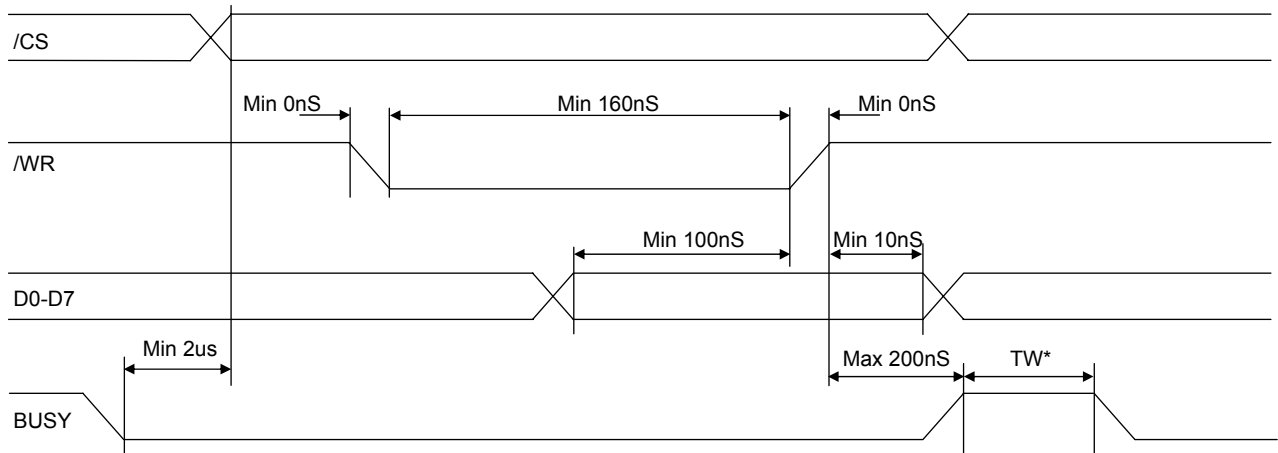 /CS
Min 0nS
Min 160nS
Min 0nS
/WR
Min 100nS
Min 10nS
D0-D7
Min 2us
Max 200nS
TW*
BUSY